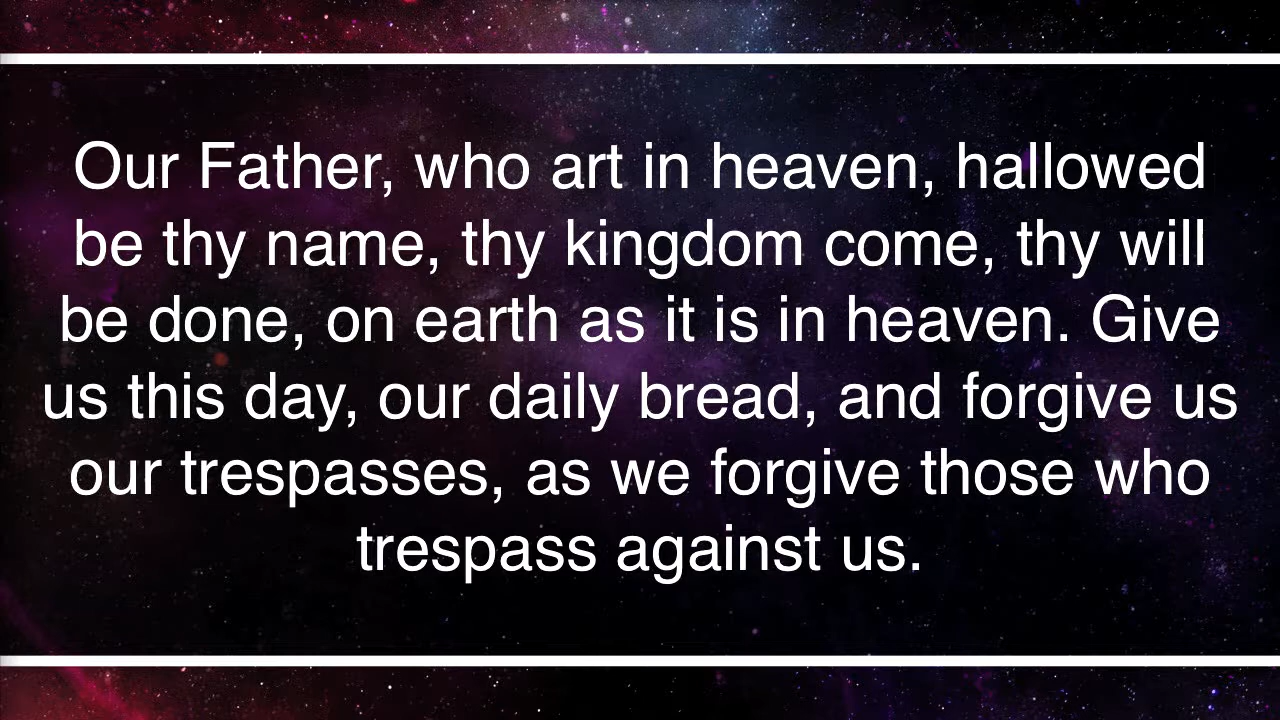 Our Father, who art in heaven, hallowed
be thy name, thy kingdom come, thy will
be done, on earth as it is in heaven. Give
us this day, our daily bread, and forgive us
our trespasses, as we forgive those who
trespass against us.